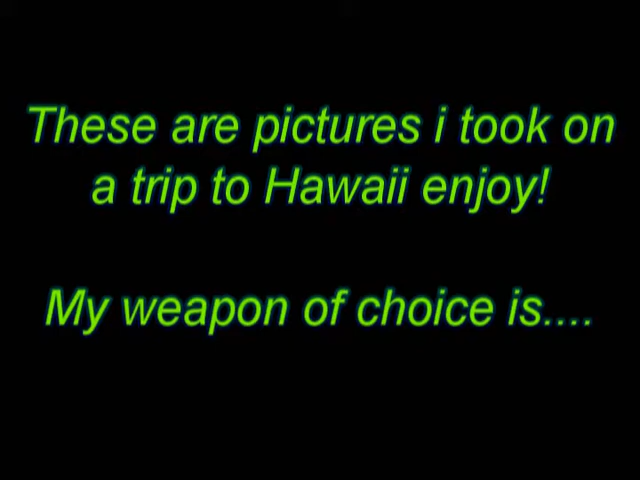 These are pictures i took on
a trip to Hawaii enjoy!
My weapon of choice is....